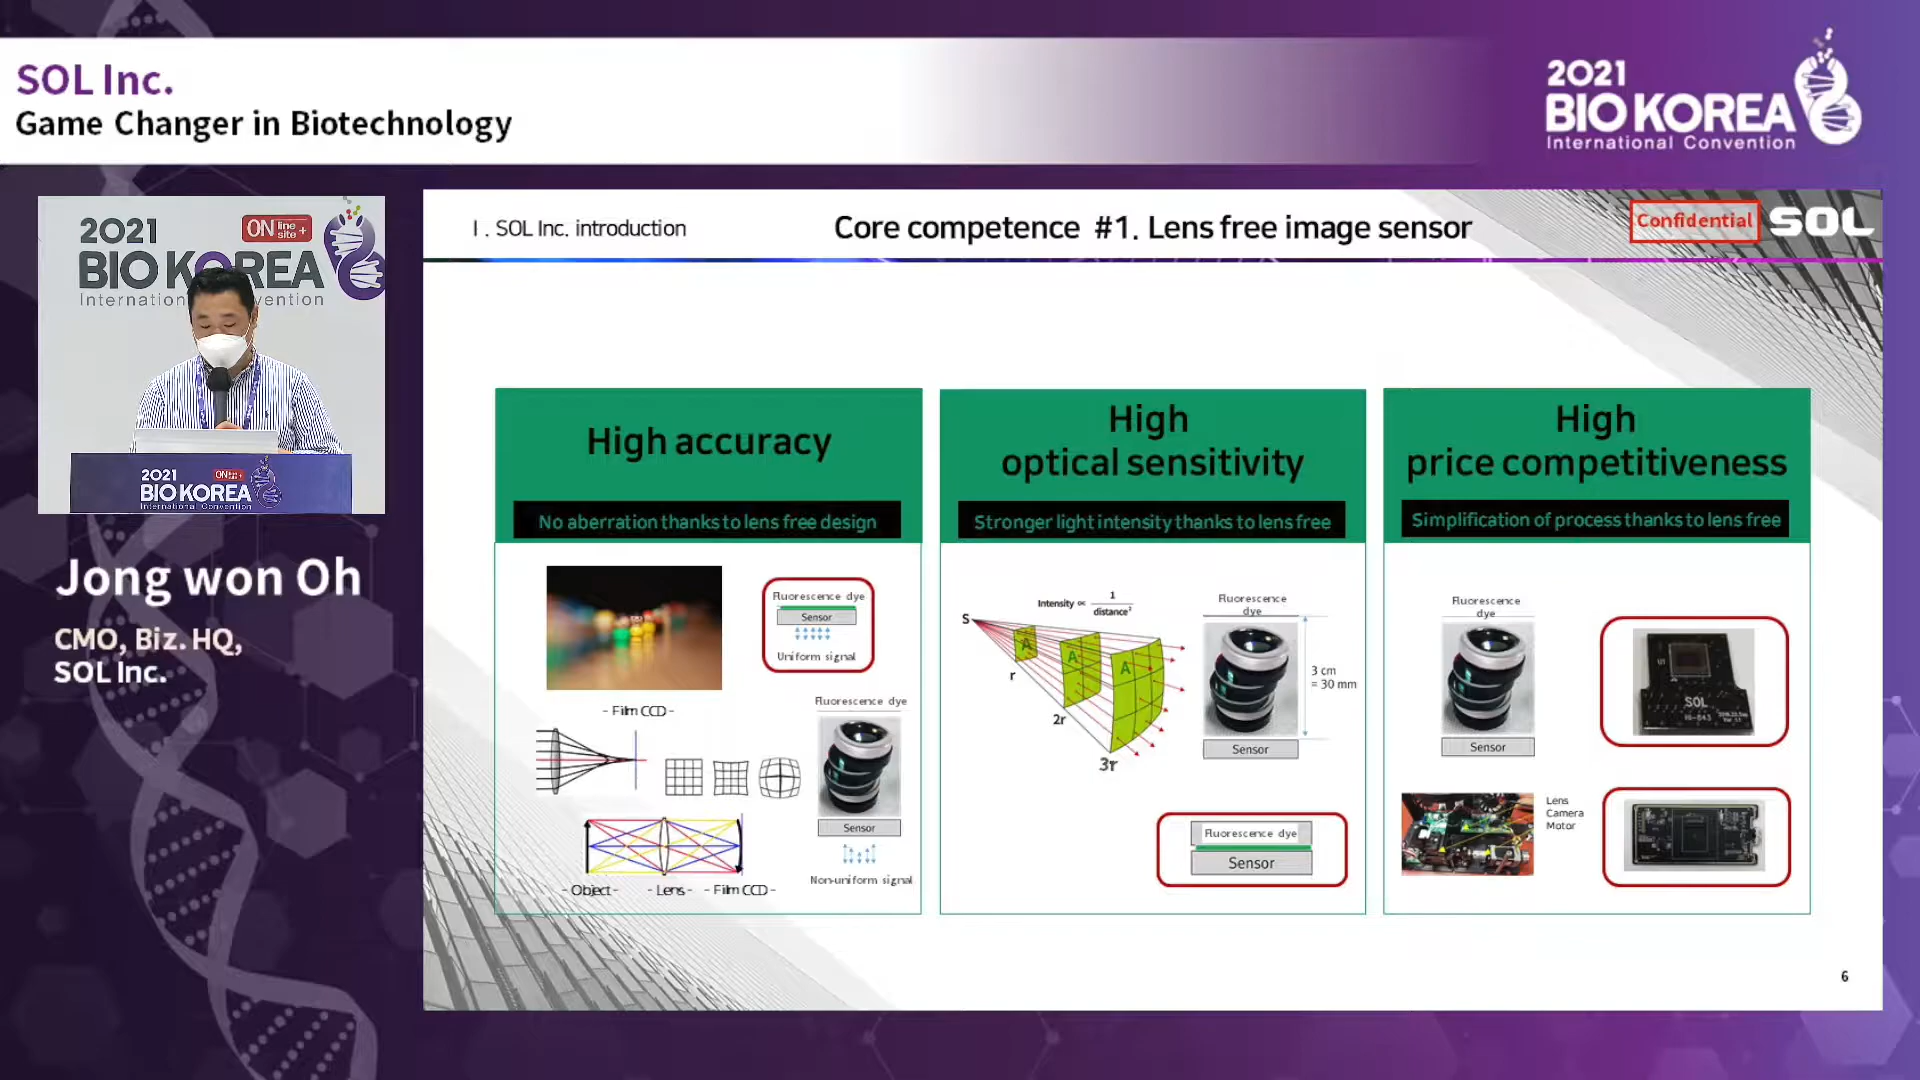 SOL Inc.
Game Changer in Biotechnology
2021
BIO KOREA
International Convention
2021
ON line site +
BIO KOREA
2021
ON
BIO KOREA
International Convention
Jong won Oh
CMO, Biz. HQ,
SOL Inc.
Ⅰ. SOL Inc. introduction
Core competence #1. Lens free image sensor
Confidential
SOL
High accuracy
No aberration thanks to lens free design
Fluorescence dye
Sensor
Uniform signal
- Film CCD -
Fluorescence dye
Sensor
Non-uniform signal
- Object -
- Lens -
- Film CCD -
High
optical sensitivity
Stronger light intensity thanks to lens free
Intensity ∝ 1 / distance²
S
A
A
A
r
2r
3r
Fluorescence
dye
3 cm
= 30 mm
Sensor
Fluorescence dye
Sensor
High
price competitiveness
Simplification of process thanks to lens free
Fluorescence
dye
Sensor
SOL
Lens
Camera
Motor
6